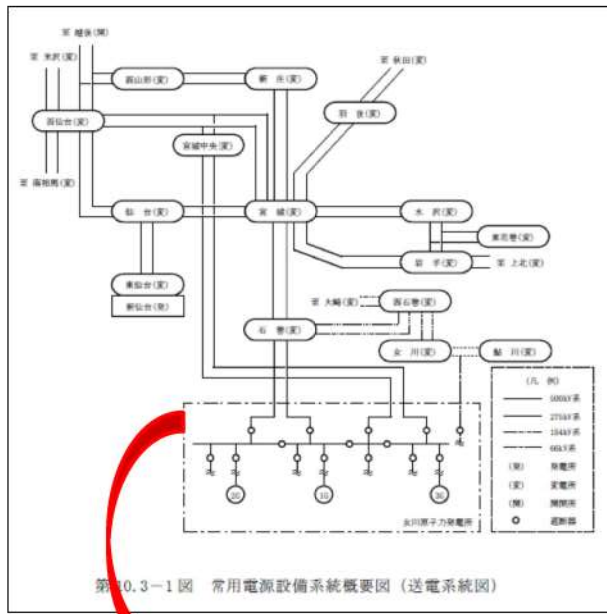 至 越後(開)
至 米沢(変)
西山形(変)
新 庄(変)
至 秋田(変)
羽 後(変)
西仙台(変)
宮城中央(変)
至 南相馬(変)
仙 台(変)
宮 城(変)
水 沢(変)
東花巻(変)
岩 手(変)
至 上北(変)
東仙台(変)
新仙台(発)
至 大崎(変)
西石巻(変)
石 巻(変)
女 川(変)
鮎 川(変)
(凡 例)
500kV系
275kV系
154kV系
66kV系
(発) 発電所
(変) 変電所
(開) 開閉所
遮断器
2G
1G
3G
女川原子力発電所
第10.3-1図 常用電源設備系統概要図(送電系統図)